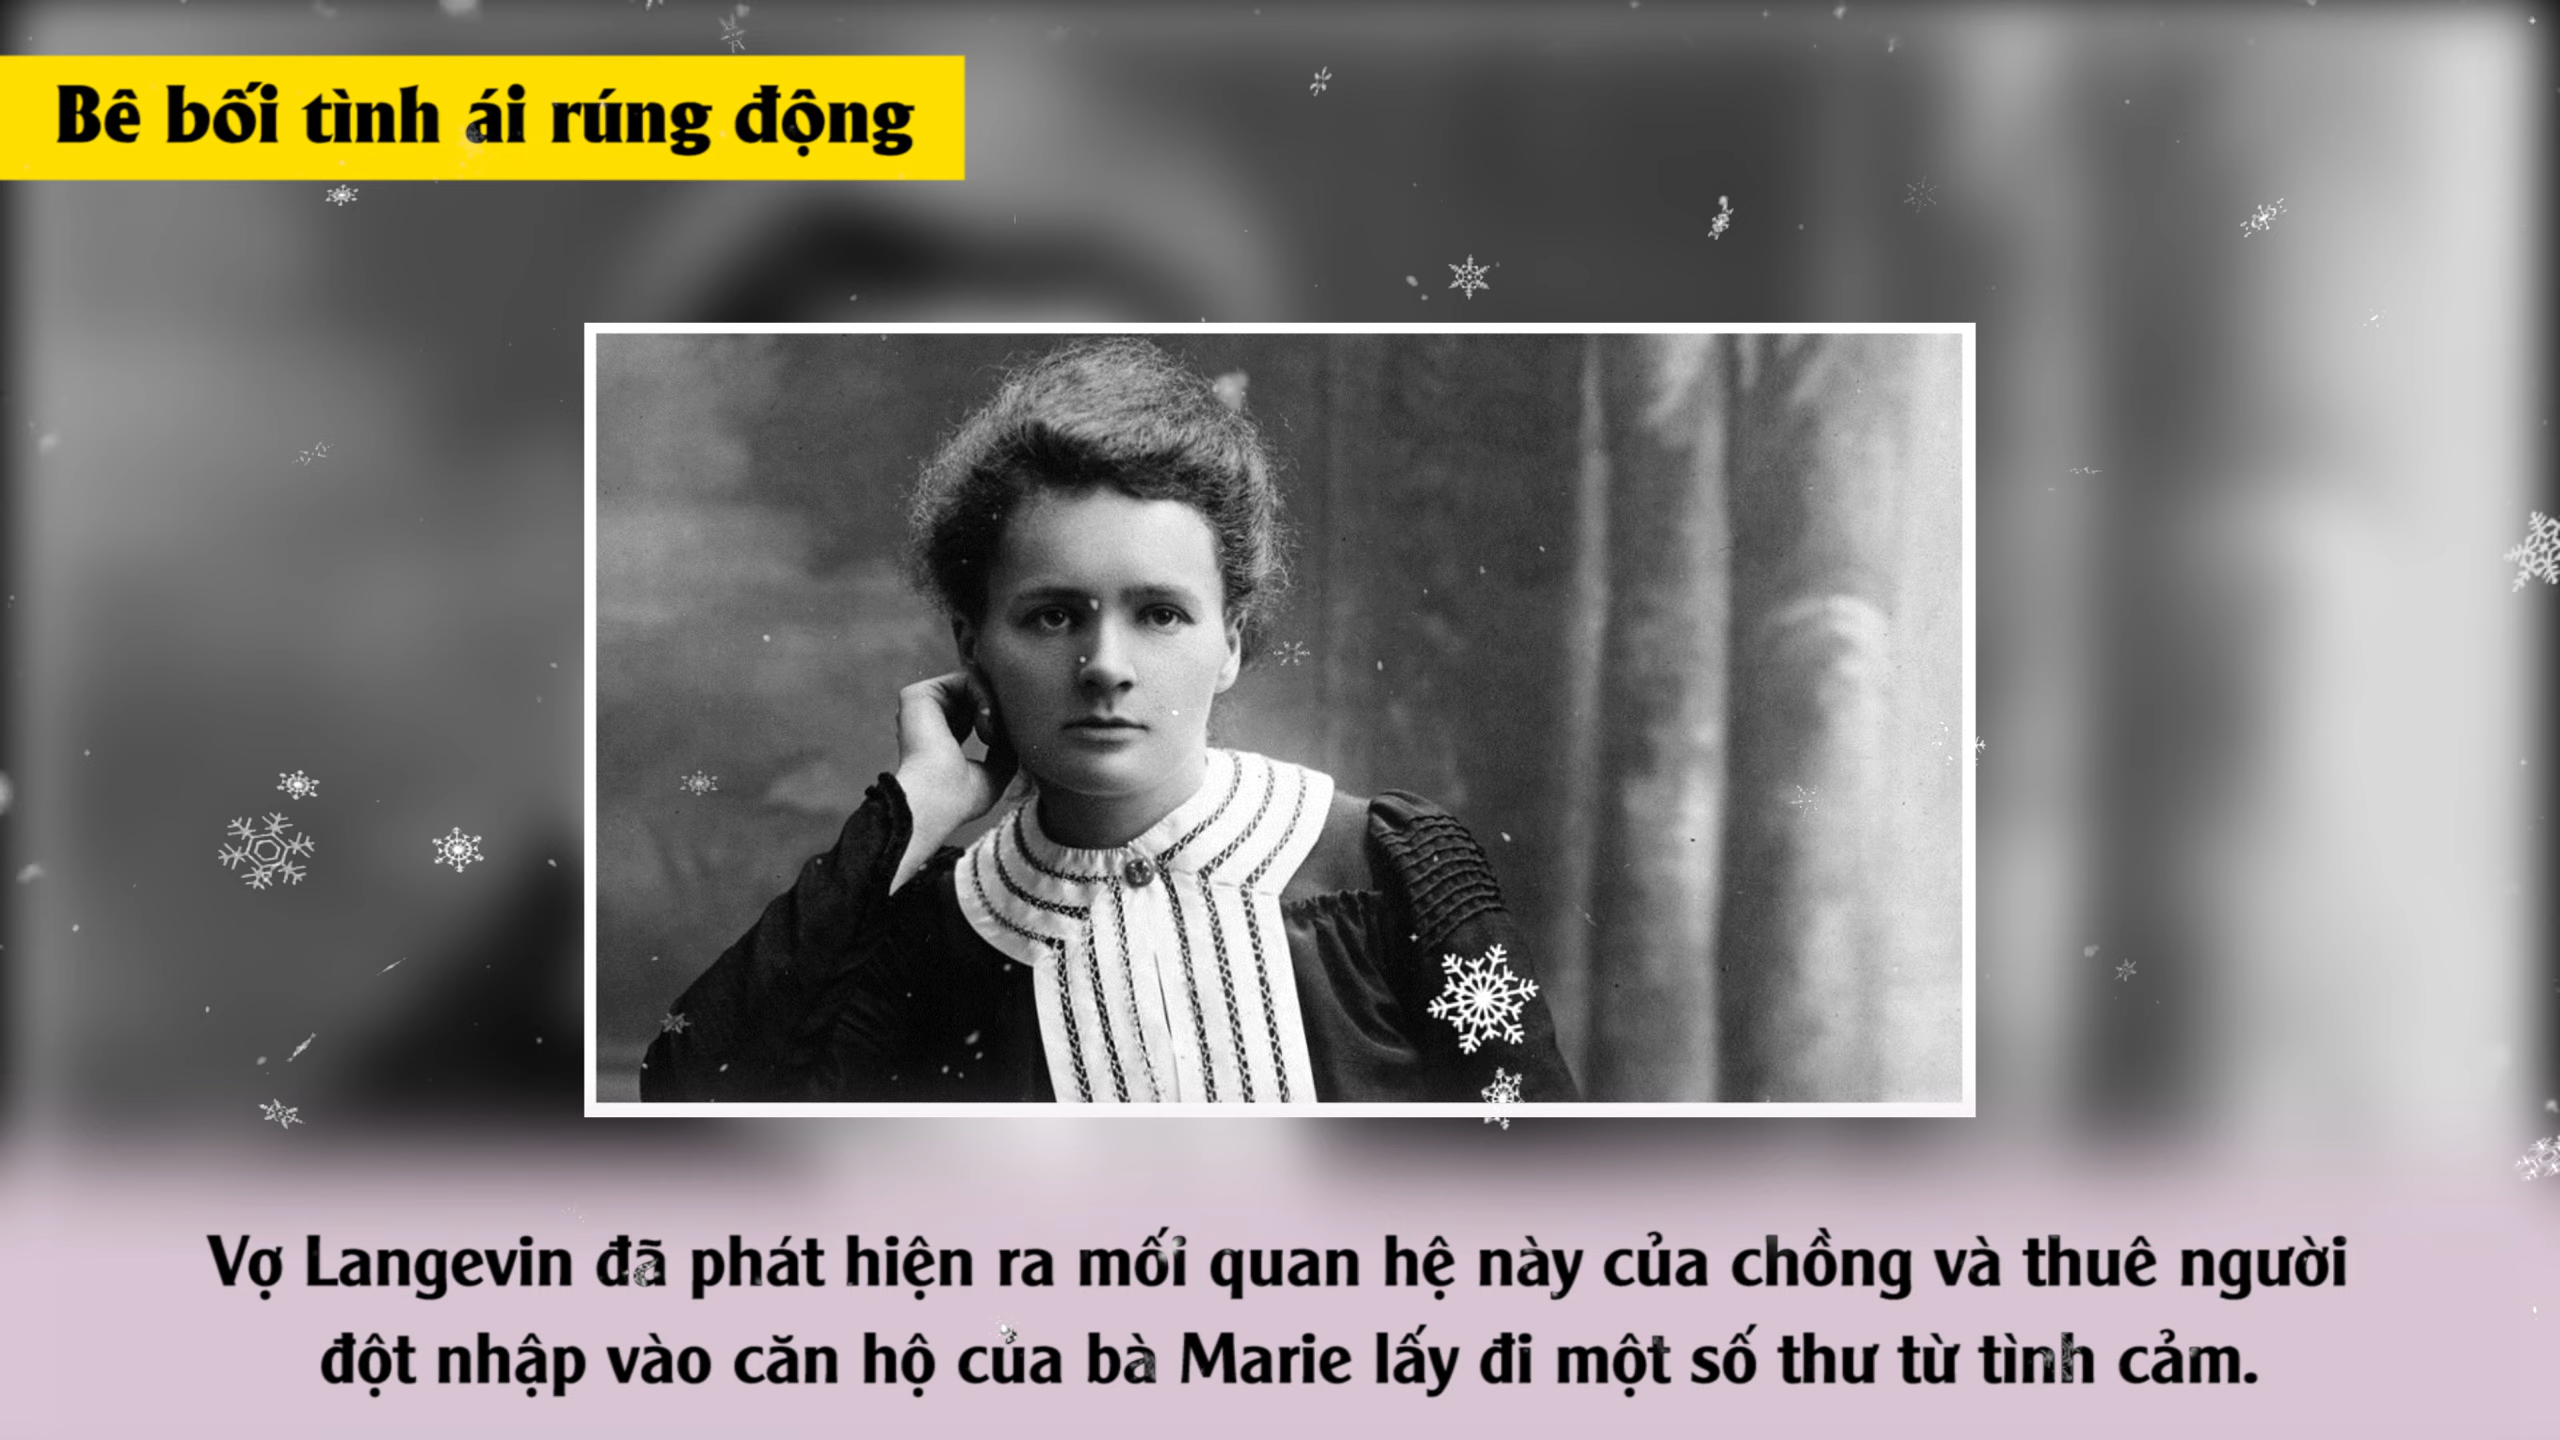 Bê bối tình ái rúng động
Vợ Langevin đã phát hiện ra mối quan hệ này của chồng và thuê người
đột nhập vào căn hộ của bà Marie lấy đi một số thư từ tình cảm.